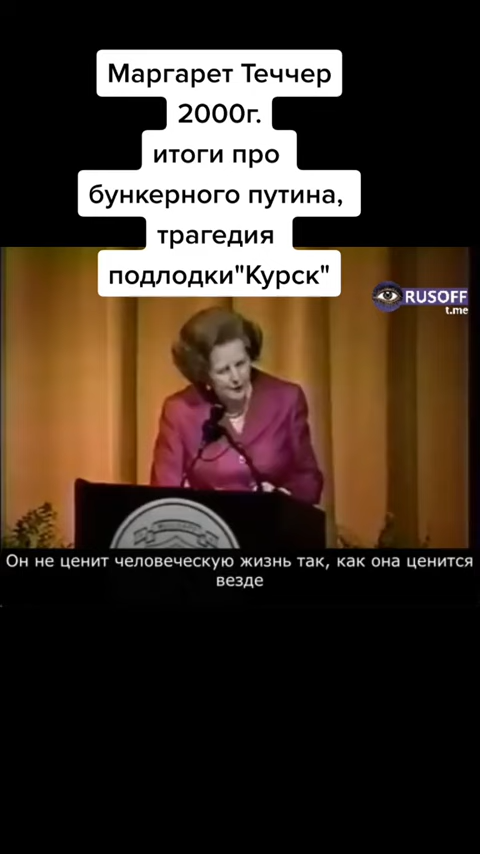 Маргарет Теччер
2000г.
итоги про
бункерного путина,
трагедия
подлодки"Курск"
RUSOFF
t.me
Он не ценит человеческую жизнь так, как она ценится
везде